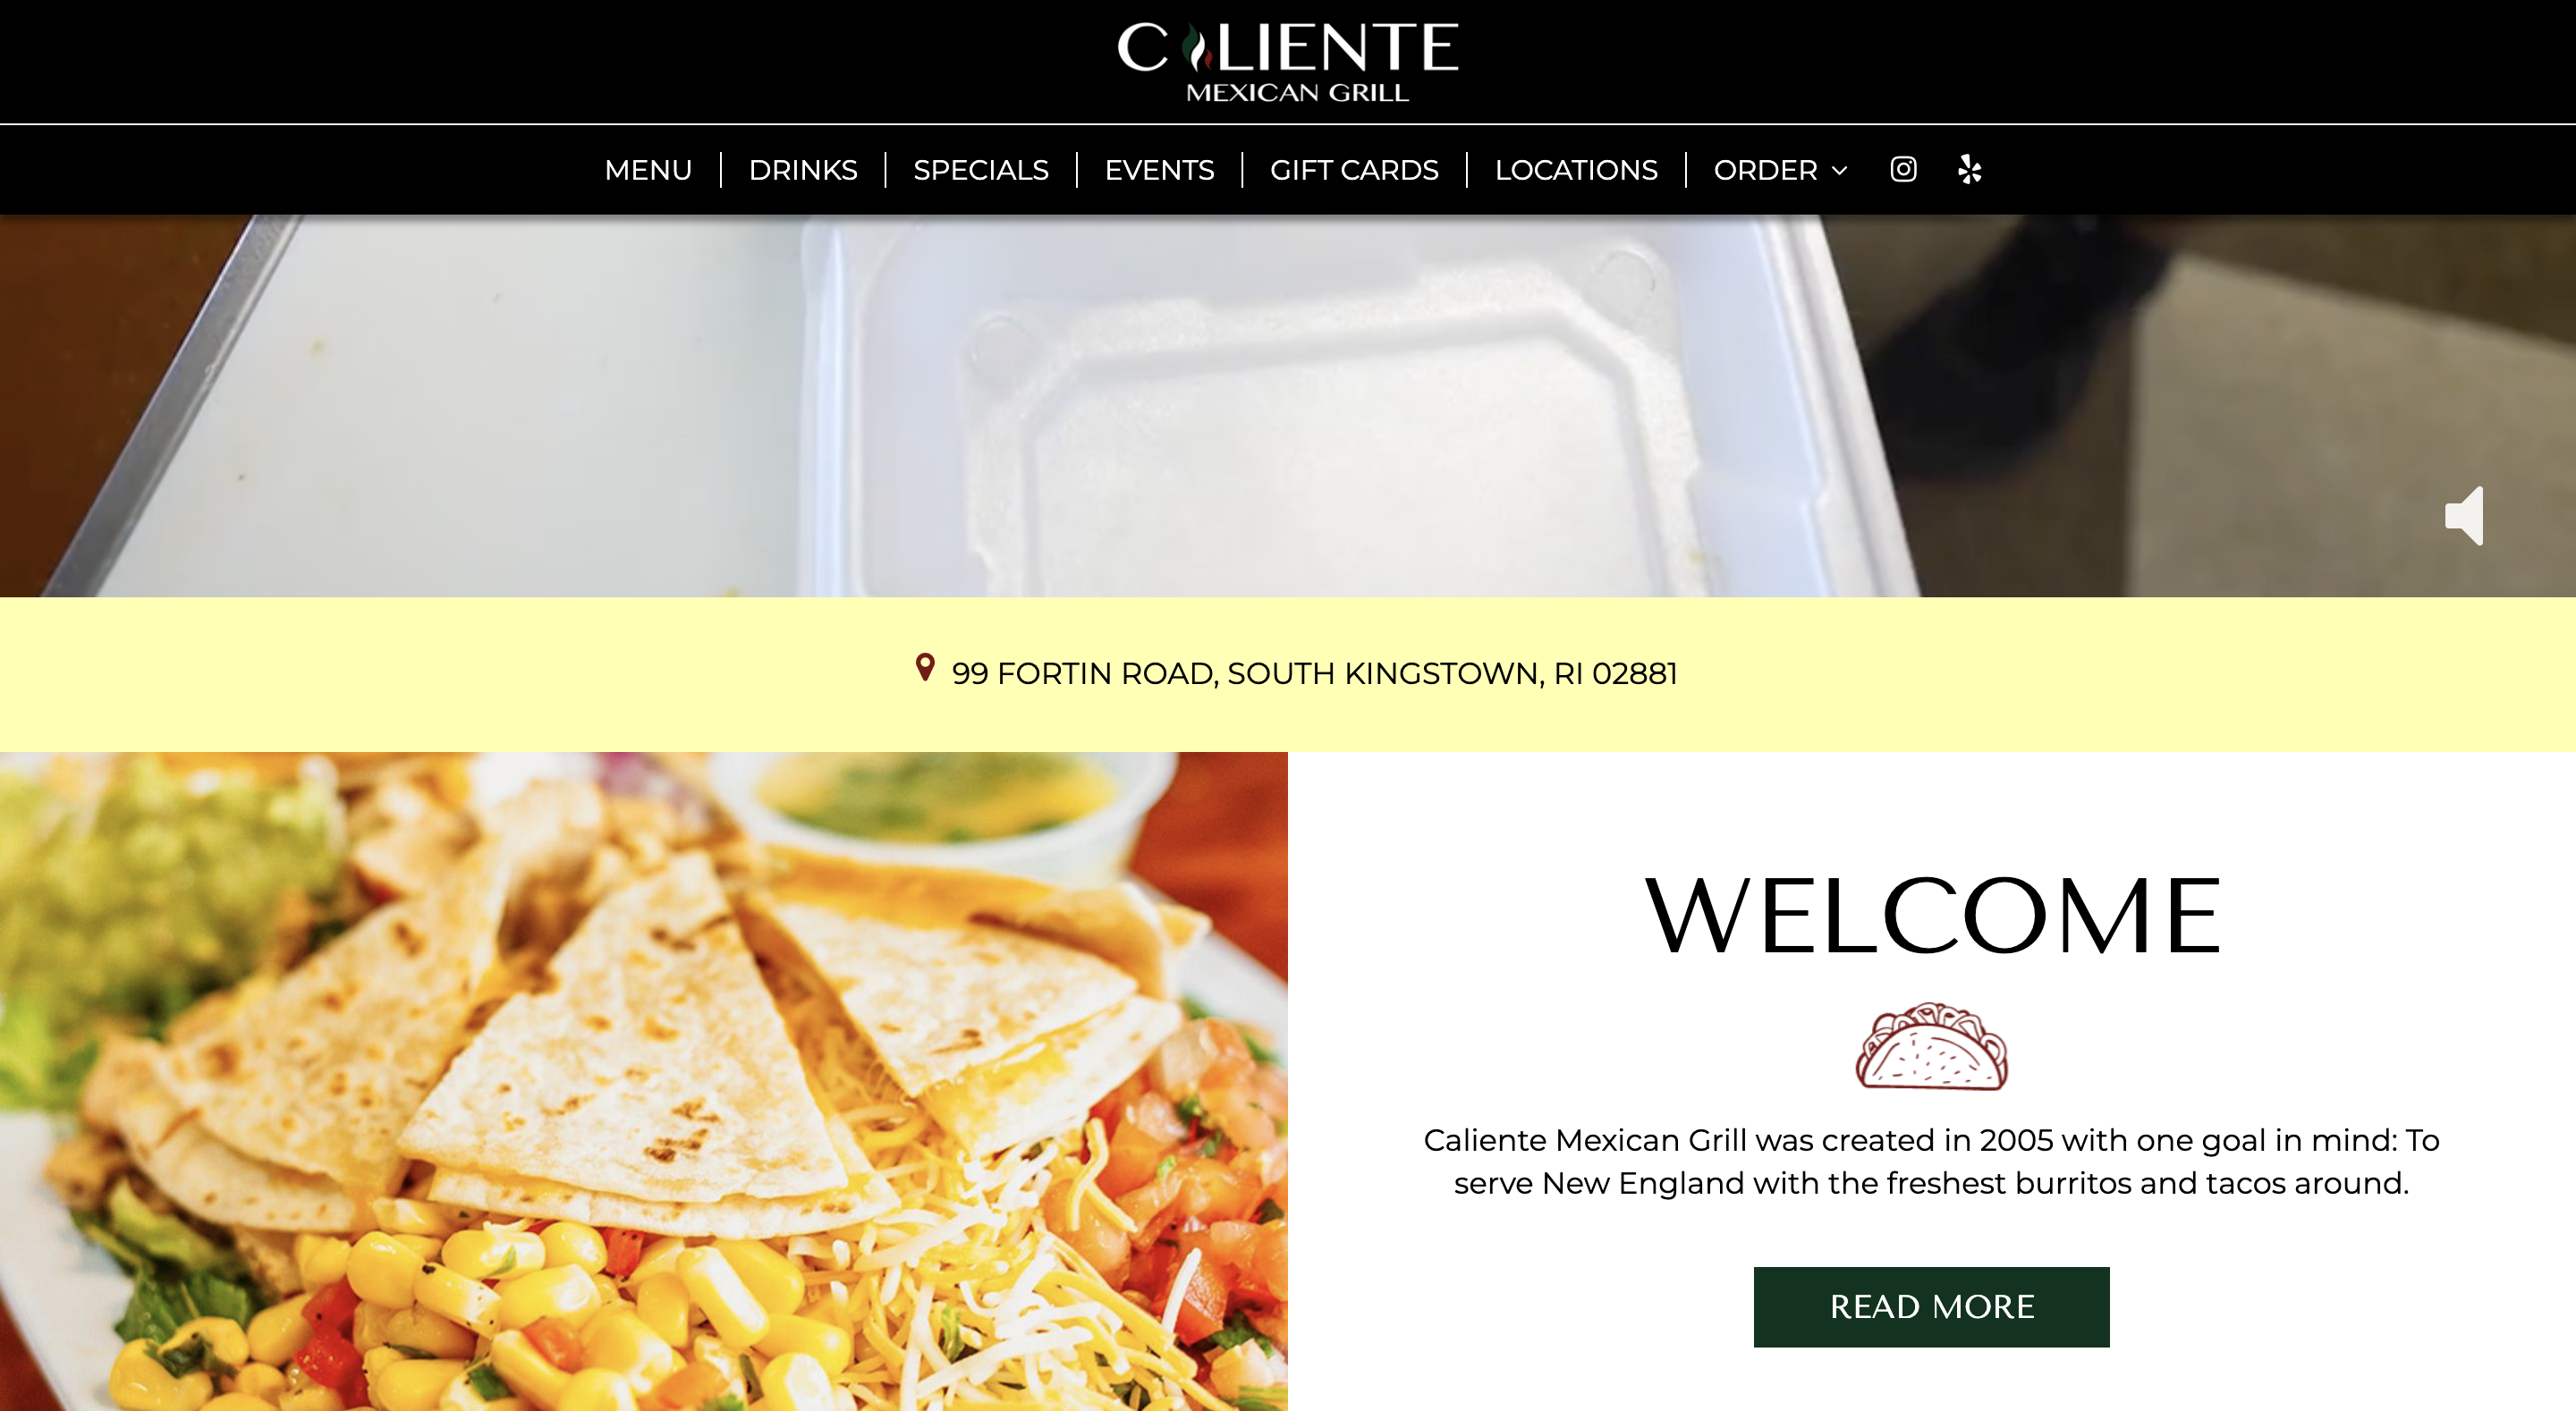 CALIENTE
MEXICAN GRILL
MENU
DRINKS
SPECIALS
EVENTS
GIFT CARDS
LOCATIONS
ORDER
99 FORTIN ROAD, SOUTH KINGSTOWN, RI 02881
WELCOME
Caliente Mexican Grill was created in 2005 with one goal in mind: To
serve New England with the freshest burritos and tacos around.
READ MORE